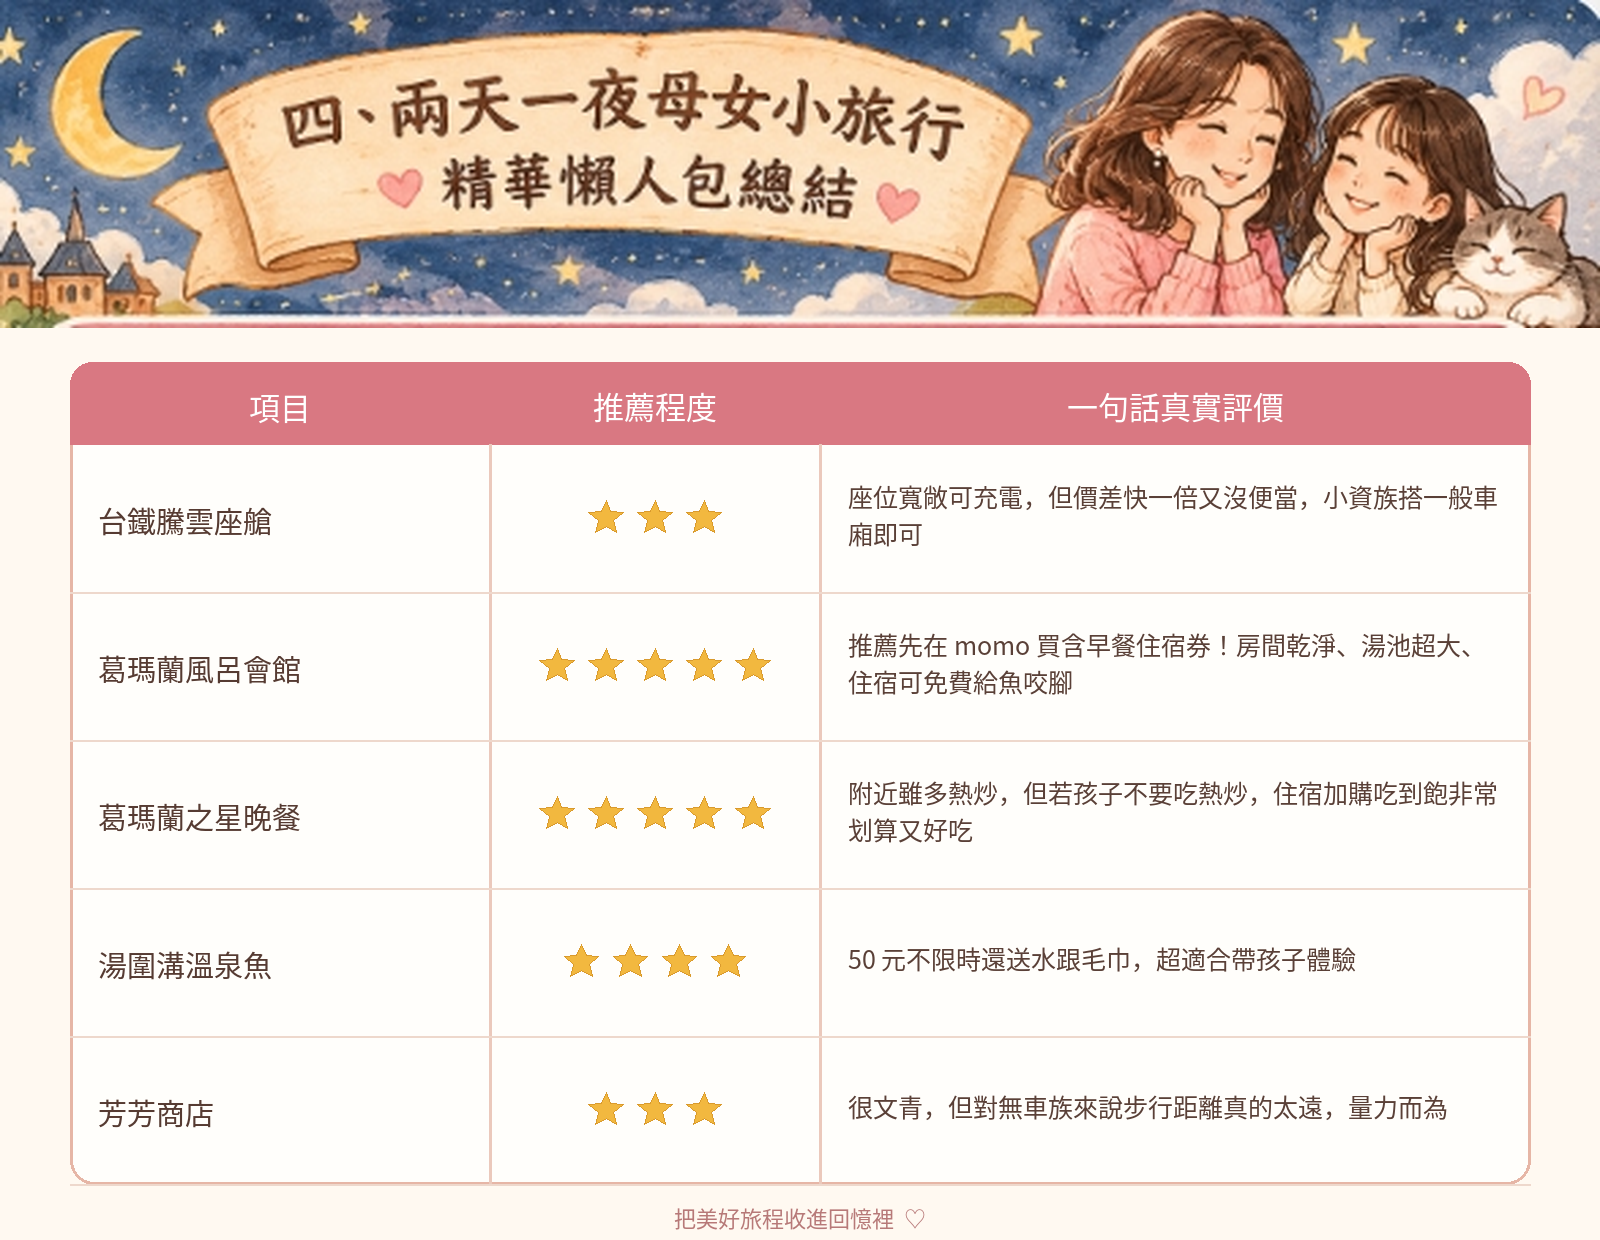 四、兩天一夜母女小旅行
精華懶人包總結
項目
推薦程度
一句話真實評價
台鐵騰雲座艙
座位寬敞可充電，但價差快一倍又沒便當，小資族搭一般車
廂即可
葛瑪蘭風呂會館
推薦先在 momo 買含早餐住宿券！房間乾淨、湯池超大、
住宿可免費給魚咬腳
葛瑪蘭之星晚餐
附近雖多熱炒，但若孩子不要吃熱炒，住宿加購吃到飽非常
划算又好吃
湯圍溝溫泉魚
50 元不限時還送水跟毛巾，超適合帶孩子體驗
芳芳商店
很文青，但對無車族來說步行距離真的太遠，量力而為
把美好旅程收進回憶裡 ♡